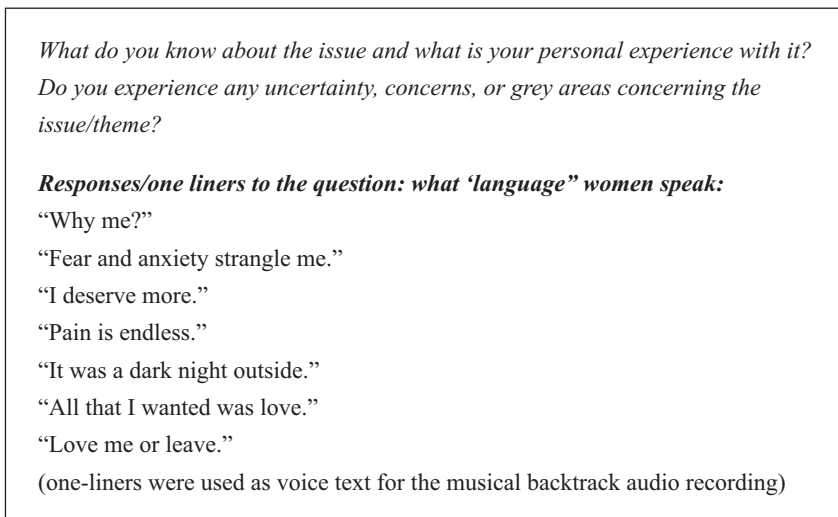 What do you know about the issue and what is your personal experience with it?
Do you experience any uncertainty, concerns, or grey areas concerning the
issue/theme?
Responses/one liners to the question: what ‘language” women speak:
“Why me?”
“Fear and anxiety strangle me.”
“I deserve more.”
“Pain is endless.”
“It was a dark night outside.”
“All that I wanted was love.”
“Love me or leave.”
(one-liners were used as voice text for the musical backtrack audio recording)